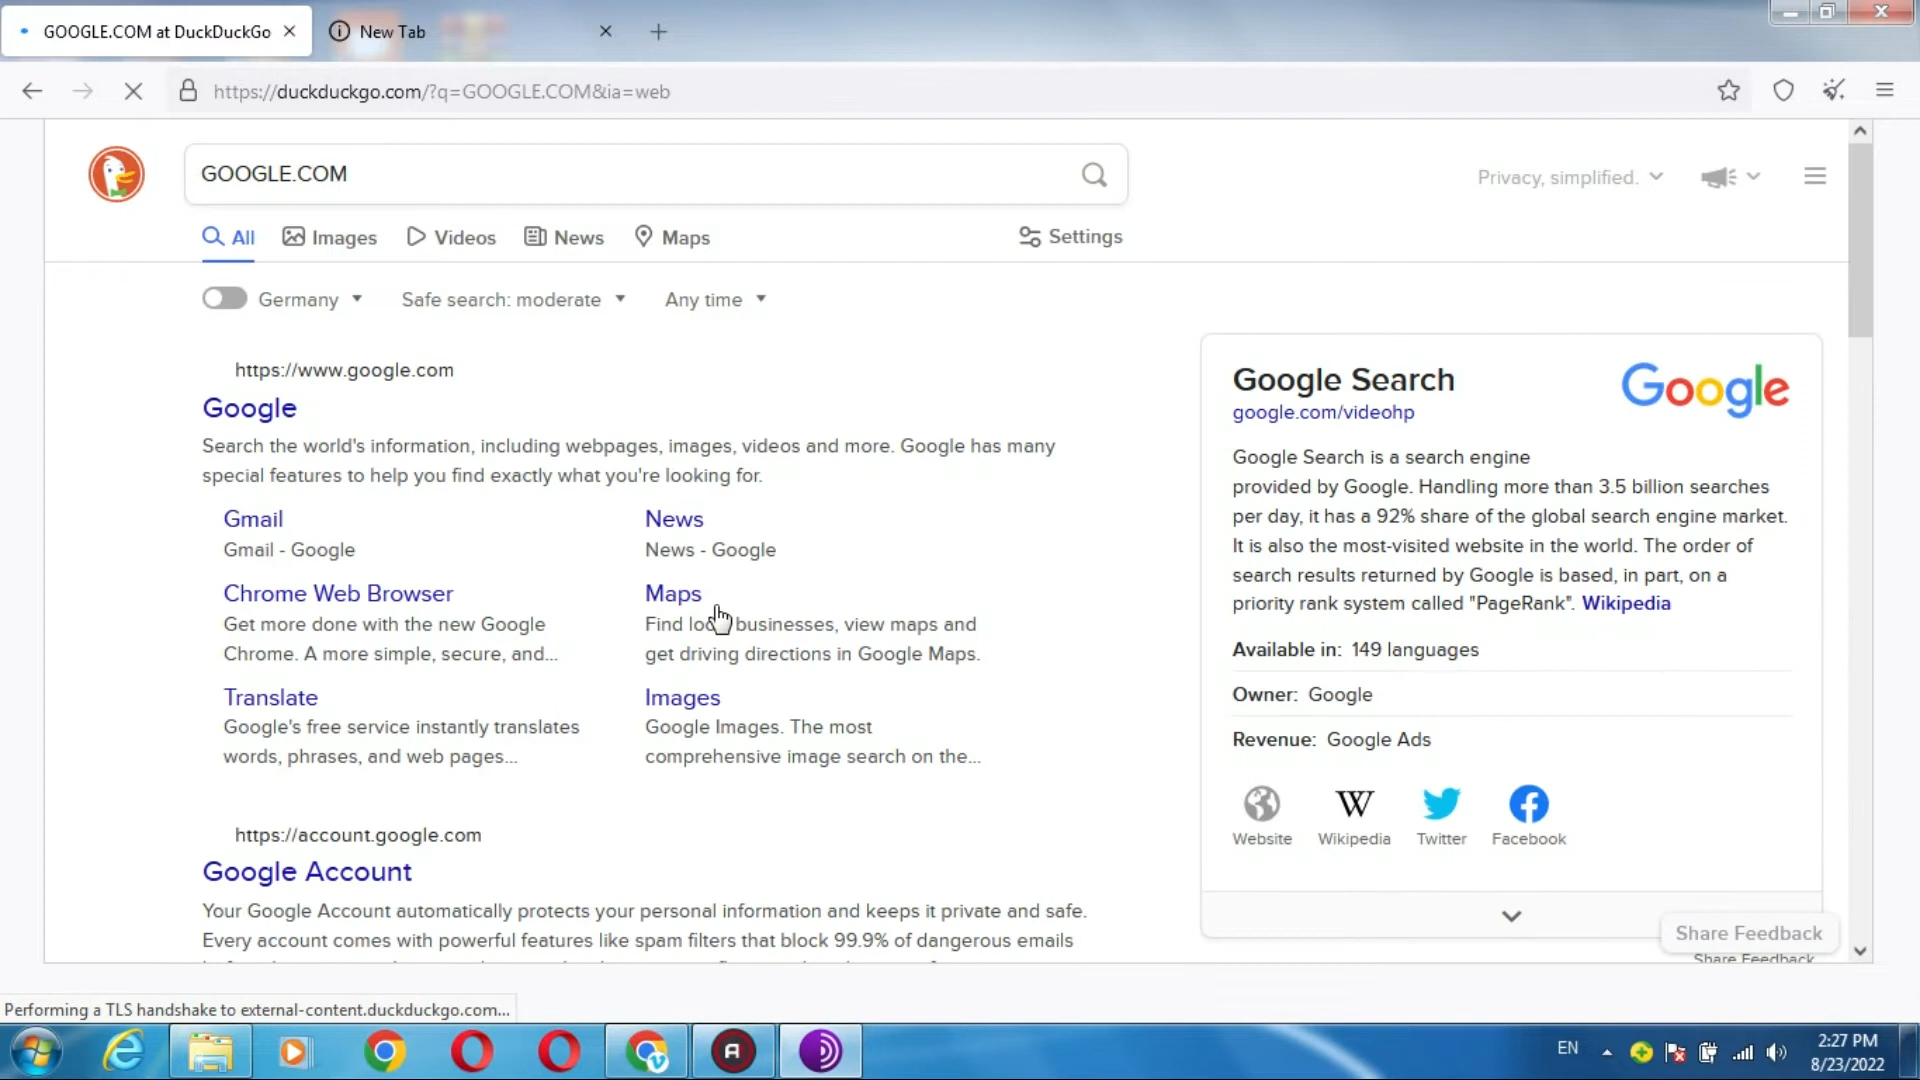 GOOGLE.COM at DuckDuckGo
New Tab
https://duckduckgo.com/?q=GOOGLE.COM&ia=web
GOOGLE.COM
Privacy, simplified.
All
Images
Videos
News
Maps
Settings
Germany
Safe search: moderate
Any time
https://www.google.com
Google
Search the world's information, including webpages, images, videos and more. Google has many
special features to help you find exactly what you're looking for.
Gmail
Gmail - Google
News
News - Google
Chrome Web Browser
Get more done with the new Google
Chrome. A more simple, secure, and...
Maps
Find local businesses, view maps and
get driving directions in Google Maps.
Translate
Google's free service instantly translates
words, phrases, and web pages...
Images
Google Images. The most
comprehensive image search on the...
https://account.google.com
Google Account
Your Google Account automatically protects your personal information and keeps it private and safe.
Every account comes with powerful features like spam filters that block 99.9% of dangerous emails
Google Search
google.com/videohp
Google
Google Search is a search engine
provided by Google. Handling more than 3.5 billion searches
per day, it has a 92% share of the global search engine market.
It is also the most-visited website in the world. The order of
search results returned by Google is based, in part, on a
priority rank system called "PageRank". Wikipedia
Available in: 149 languages
Owner: Google
Revenue: Google Ads
W
Website
Wikipedia
Twitter
Facebook
Share Feedback
Share Feedback
Performing a TLS handshake to external-content.duckduckgo.com...
EN
2:27 PM
8/23/2022